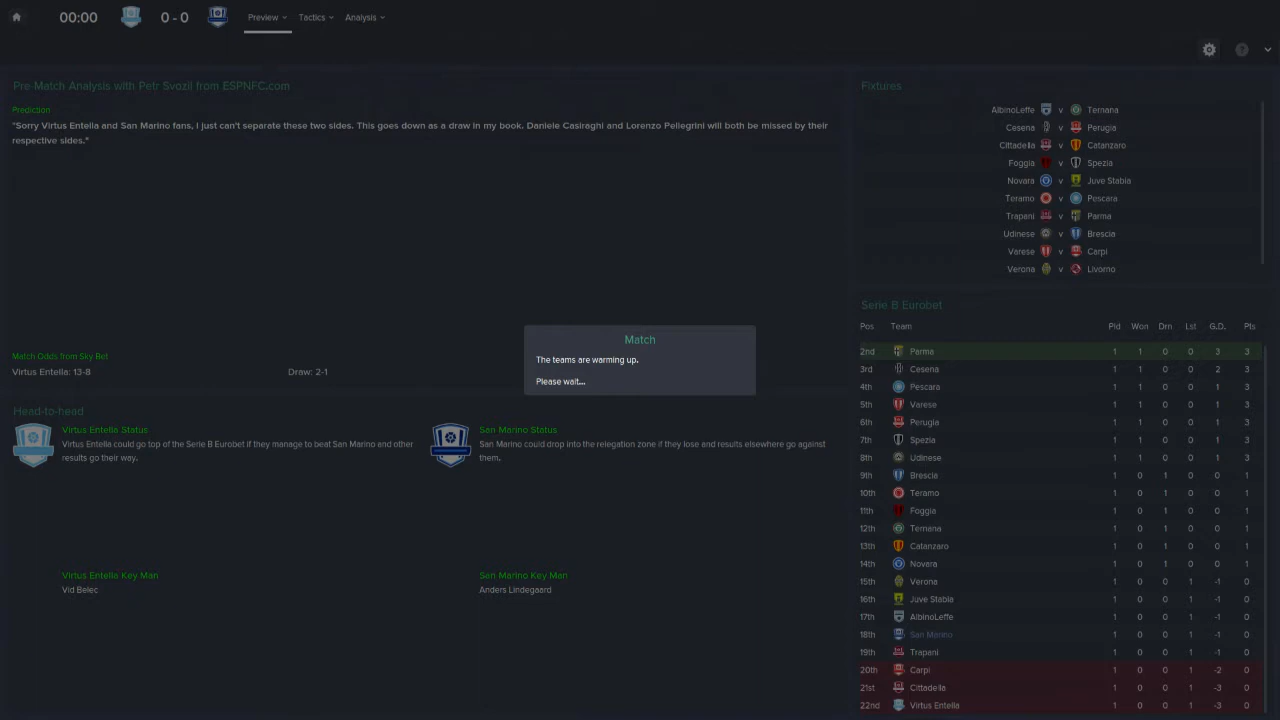 00:00 0 - 0 Preview Tactics Analysis
?
Pre-Match Analysis with Petr Svozil from ESPNFC.com
Prediction
"Sorry Virtus Entella and San Marino fans, I just can't separate these two sides. This goes down as a draw in my book. Daniele Casiraghi and Lorenzo Pellegrini will both be missed by their
respective sides."
Match Odds from Sky Bet
Virtus Entella: 13-8 Draw: 2-1
Match
The teams are warming up.
Please wait...
Head-to-head
Virtus Entella Status
Virtus Entella could go top of the Serie B Eurobet if they manage to beat San Marino and other
results go their way.
San Marino Status
San Marino could drop into the relegation zone if they lose and results elsewhere go against
them.
Virtus Entella Key Man
Vid Belec
San Marino Key Man
Anders Lindegaard
Fixtures
AlbinoLeffe v Ternana
Cesena v Perugia
Cittadella v Catanzaro
Foggia v Spezia
Novara v Juve Stabia
Teramo v Pescara
Trapani v Parma
Udinese v Brescia
Varese v Carpi
Verona v Livorno
Serie B Eurobet
Pos Team Pld Won Drn Lst G.D. Pts
2nd Parma 1 1 0 0 3 3
3rd Cesena 1 1 0 0 2 3
4th Pescara 1 1 0 0 1 3
5th Varese 1 1 0 0 1 3
6th Perugia 1 1 0 0 1 3
7th Spezia 1 1 0 0 1 3
8th Udinese 1 1 0 0 1 3
9th Brescia 1 0 1 0 0 1
10th Teramo 1 0 1 0 0 1
11th Foggia 1 0 1 0 0 1
12th Ternana 1 0 1 0 0 1
13th Catanzaro 1 0 1 0 0 1
14th Novara 1 0 1 0 0 1
15th Verona 1 0 0 1 -1 0
16th Juve Stabia 1 0 0 1 -1 0
17th AlbinoLeffe 1 0 0 1 -1 0
18th San Marino 1 0 0 1 -1 0
19th Trapani 1 0 0 1 -1 0
20th Carpi 1 0 0 1 -2 0
21st Cittadella 1 0 0 1 -3 0
22nd Virtus Entella 1 0 0 1 -3 0